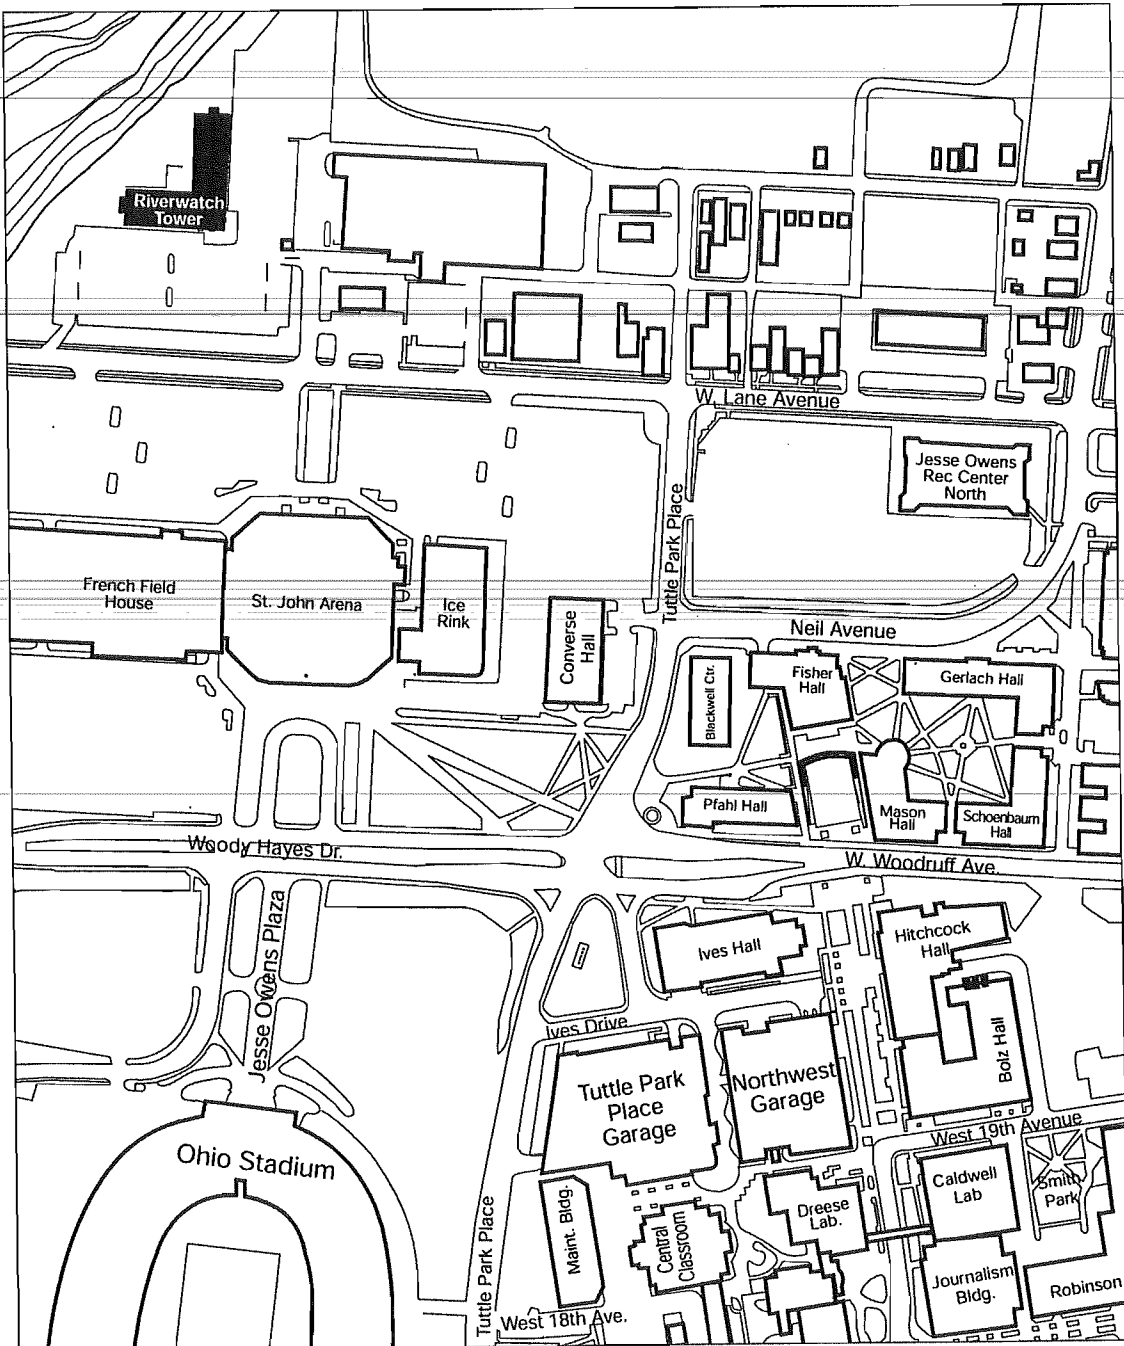 Riverwatch
Tower
W. Lane Avenue
Jesse Owens
Rec Center
North
Tuttle Park Place
French Field
House
St. John Arena
Ice
Rink
Converse
Hall
Neil Avenue
Blackwell Ctr.
Fisher
Hall
Gerlach Hall
Pfahl Hall
Mason
Hall
Schoenbaum
Hall
Woody Hayes Dr.
W. Woodruff Ave.
Jesse Owens Plaza
Ives Hall
Hitchcock
Hall
Ives Drive
Bolz Hall
Tuttle Park
Place
Garage
Northwest
Garage
West 19th Avenue
Ohio Stadium
Caldwell
Lab
Smith
Park
Maint. Bldg.
Central
Classroom
Dreese
Lab.
Tuttle Park Place
Journalism
Bldg.
Robinson
West 18th Ave.